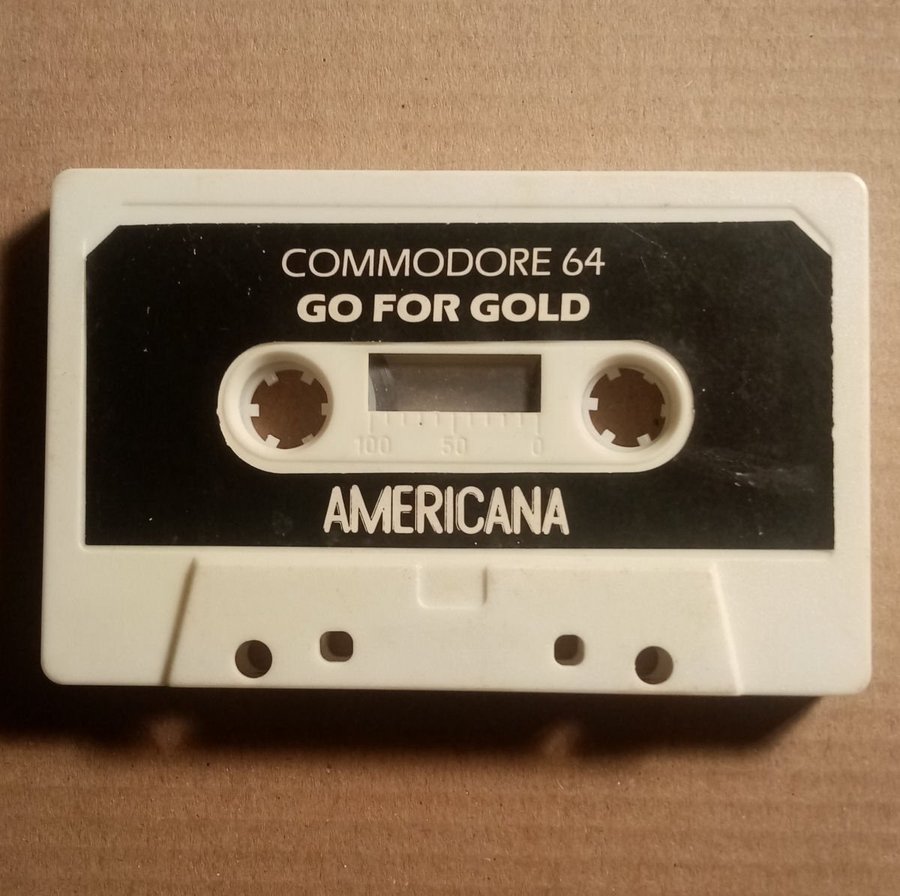 COMMODORE 64
GO FOR GOLD
100 50 0
AMERICANA